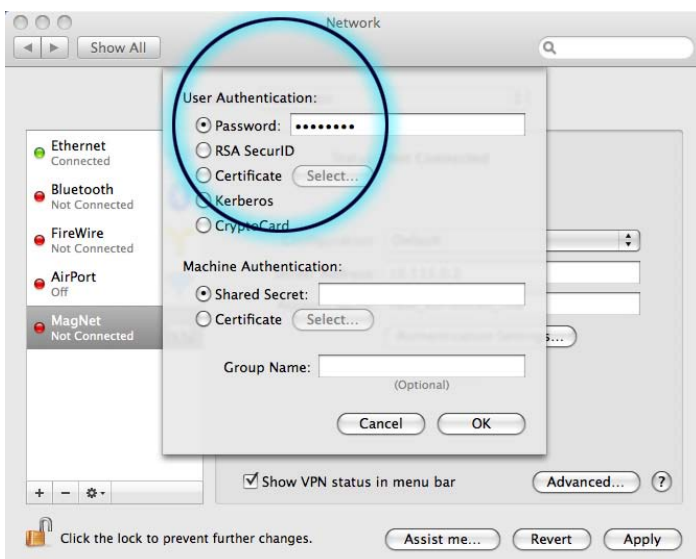 Network
Show All
User Authentication:
Password: ••••••••
RSA SecurID
Certificate Select...
Kerberos
CryptoCard
Machine Authentication:
Shared Secret:
Certificate Select...
Group Name:
(Optional)
Cancel OK
Ethernet
Connected
Bluetooth
Not Connected
FireWire
Not Connected
AirPort
Off
MagNet
Not Connected
Show VPN status in menu bar
Advanced... ?
Click the lock to prevent further changes.
Assist me... Revert Apply